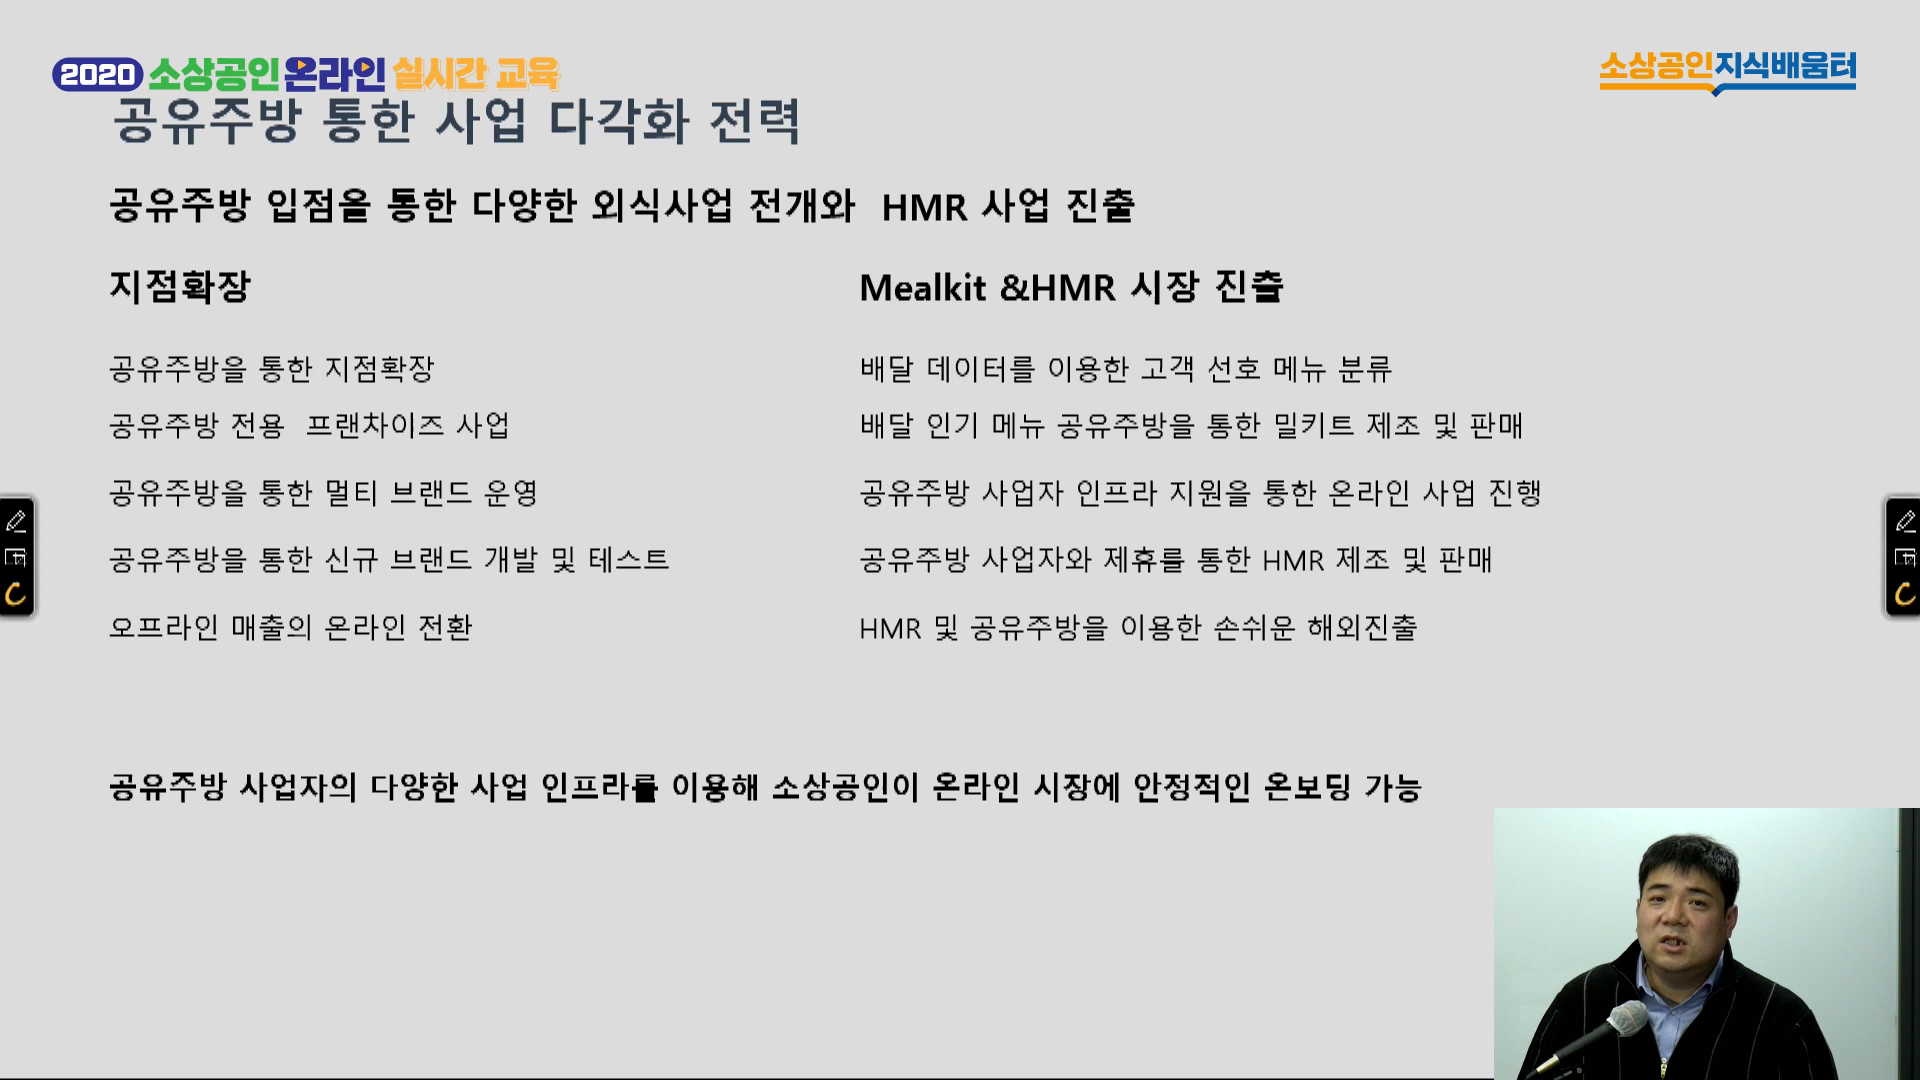 2020 소상공인 온라인 실시간 교육
소상공인지식배움터
공유주방 통한 사업 다각화 전력
공유주방 입점을 통한 다양한 외식사업 전개와 HMR 사업 진출
지점확장
공유주방을 통한 지점확장
공유주방 전용 프랜차이즈 사업
공유주방을 통한 멀티 브랜드 운영
공유주방을 통한 신규 브랜드 개발 및 테스트
오프라인 매출의 온라인 전환
Mealkit &HMR 시장 진출
배달 데이터를 이용한 고객 선호 메뉴 분류
배달 인기 메뉴 공유주방을 통한 밀키트 제조 및 판매
공유주방 사업자 인프라 지원을 통한 온라인 사업 진행
공유주방 사업자와 제휴를 통한 HMR 제조 및 판매
HMR 및 공유주방을 이용한 손쉬운 해외진출
공유주방 사업자의 다양한 사업 인프라를 이용해 소상공인이 온라인 시장에 안정적인 온보딩 가능